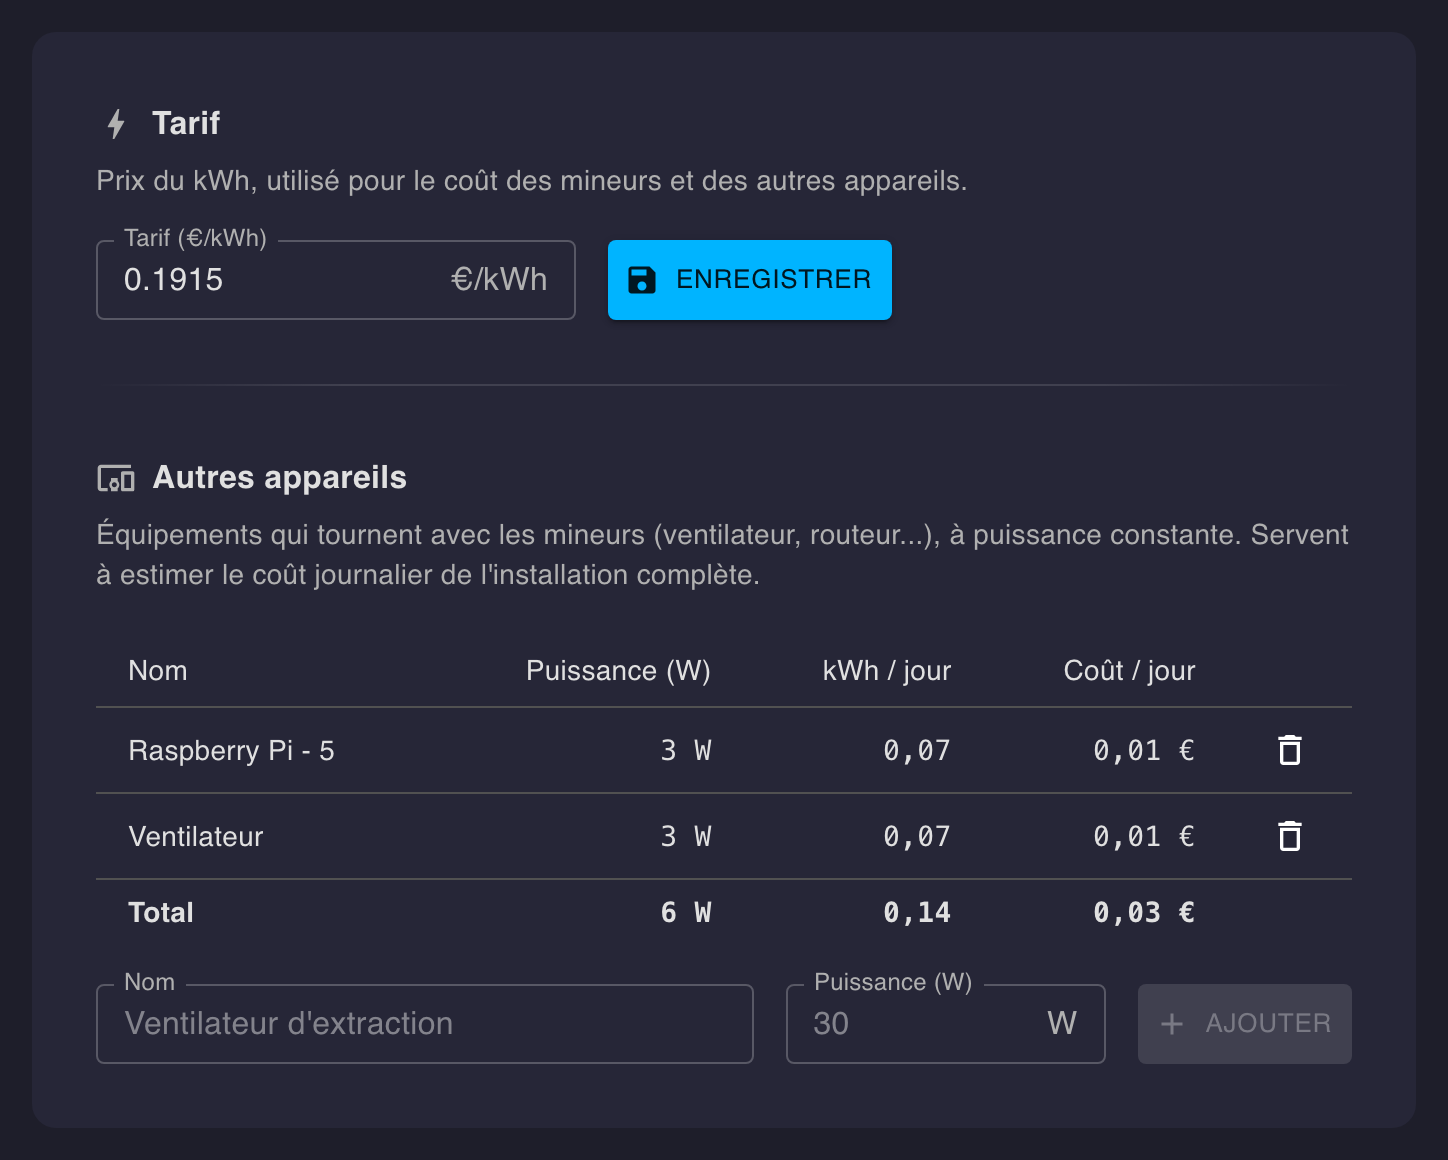 Tarif
Prix du kWh, utilisé pour le coût des mineurs et des autres appareils.
Tarif (€/kWh)
0.1915 €/kWh
ENREGISTRER
Autres appareils
Équipements qui tournent avec les mineurs (ventilateur, routeur...), à puissance constante. Servent
à estimer le coût journalier de l'installation complète.
Nom Puissance (W) kWh / jour Coût / jour
Raspberry Pi - 5 3 W 0,07 0,01 €
Ventilateur 3 W 0,07 0,01 €
Total 6 W 0,14 0,03 €
Nom Puissance (W)
Ventilateur d'extraction 30 W + AJOUTER